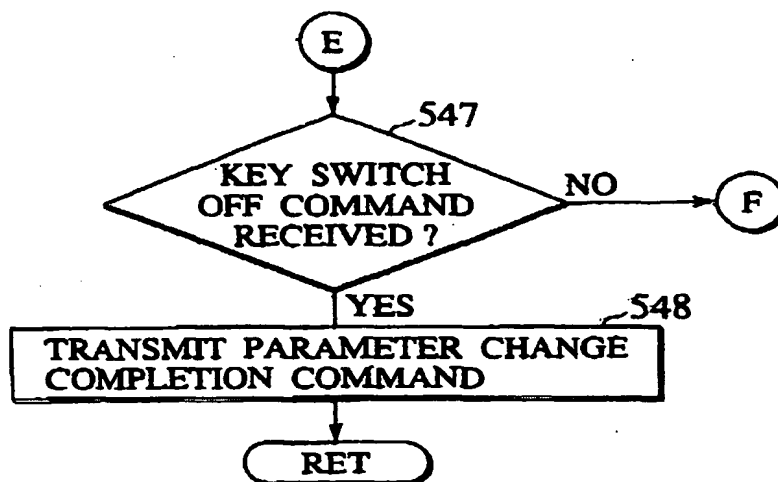 E
547
KEY SWITCH
OFF COMMAND
RECEIVED ?
NO
F
YES
548
TRANSMIT PARAMETER CHANGE
COMPLETION COMMAND
RET